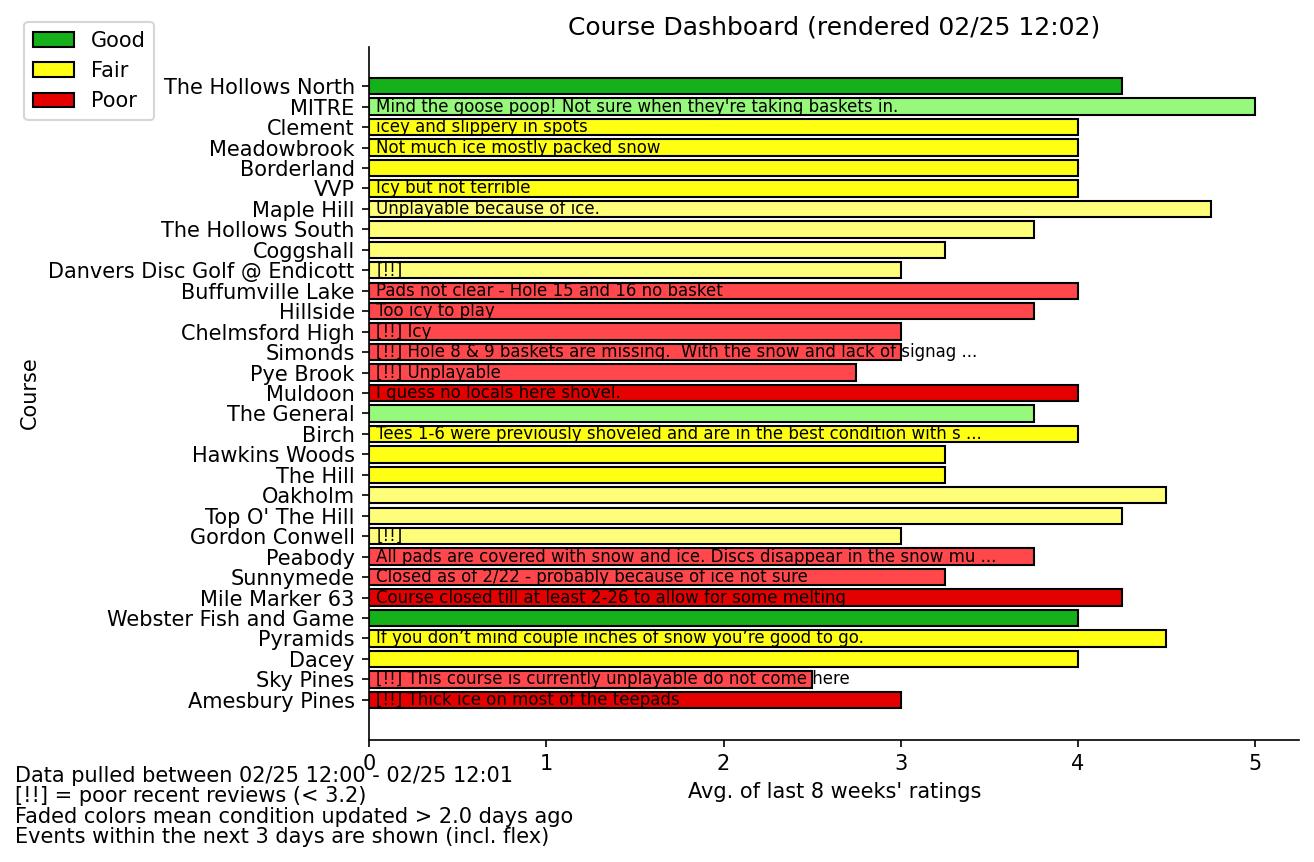 Course Dashboard (rendered 02/25 12:02)
Good
Fair
Poor
The Hollows North
MITRE Mind the goose poop! Not sure when they're taking baskets in.
Clement icey and slippery in spots
Meadowbrook Not much ice mostly packed snow
Borderland
VVP Icy but not terrible
Maple Hill Unplayable because of ice.
The Hollows South
Coggshall
Danvers Disc Golf @ Endicott [!!]
Buffumville Lake Pads not clear - Hole 15 and 16 no basket
Hillside Too icy to play
Chelmsford High [!!] Icy
Simonds [!!] Hole 8 & 9 baskets are missing.  With the snow and lack of signag ...
Pye Brook [!!] Unplayable
Muldoon I guess no locals here shovel.
The General
Birch Tees 1-6 were previously shoveled and are in the best condition with s ...
Hawkins Woods
The Hill
Oakholm
Top O' The Hill
Gordon Conwell [!!]
Peabody All pads are covered with snow and ice. Discs disappear in the snow mu ...
Sunnymede Closed as of 2/22 - probably because of ice not sure
Mile Marker 63 Course closed till at least 2-26 to allow for some melting
Webster Fish and Game
Pyramids If you don’t mind couple inches of snow you’re good to go.
Dacey
Sky Pines [!!] This course is currently unplayable do not come here
Amesbury Pines [!!] Thick ice on most of the teepads
Course
0 1 2 3 4 5
Avg. of last 8 weeks' ratings
Data pulled between 02/25 12:00 - 02/25 12:01
[!!] = poor recent reviews (< 3.2)
Faded colors mean condition updated > 2.0 days ago
Events within the next 3 days are shown (incl. flex)